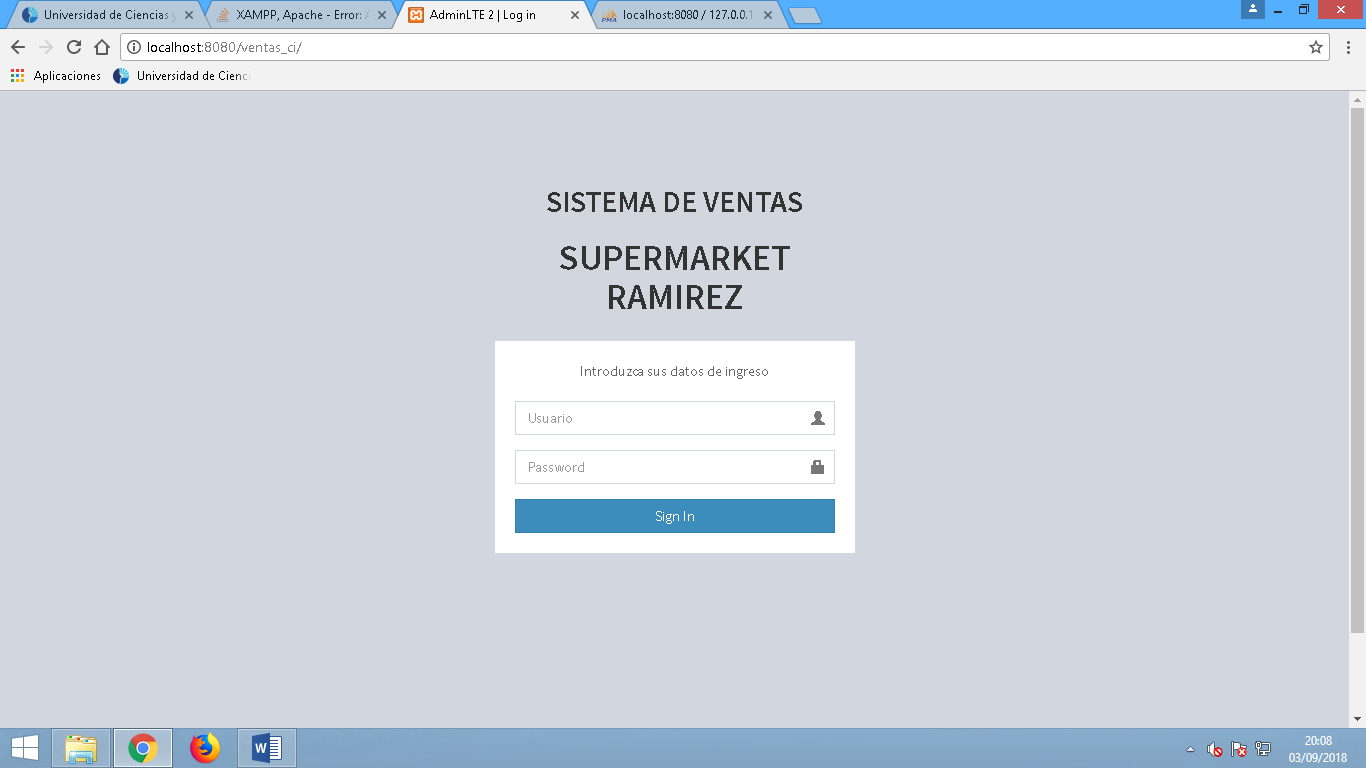 Universidad de Ciencias y
XAMPP, Apache - Error: A
AdminLTE 2 | Log in
PMA
localhost:8080 / 127.0.0.1
localhost:8080/ventas_ci/
Aplicaciones
Universidad de Cienci
SISTEMA DE VENTAS
SUPERMARKET
RAMIREZ
Introduzca sus datos de ingreso
Usuario
Password
Sign In
20:08
03/09/2018